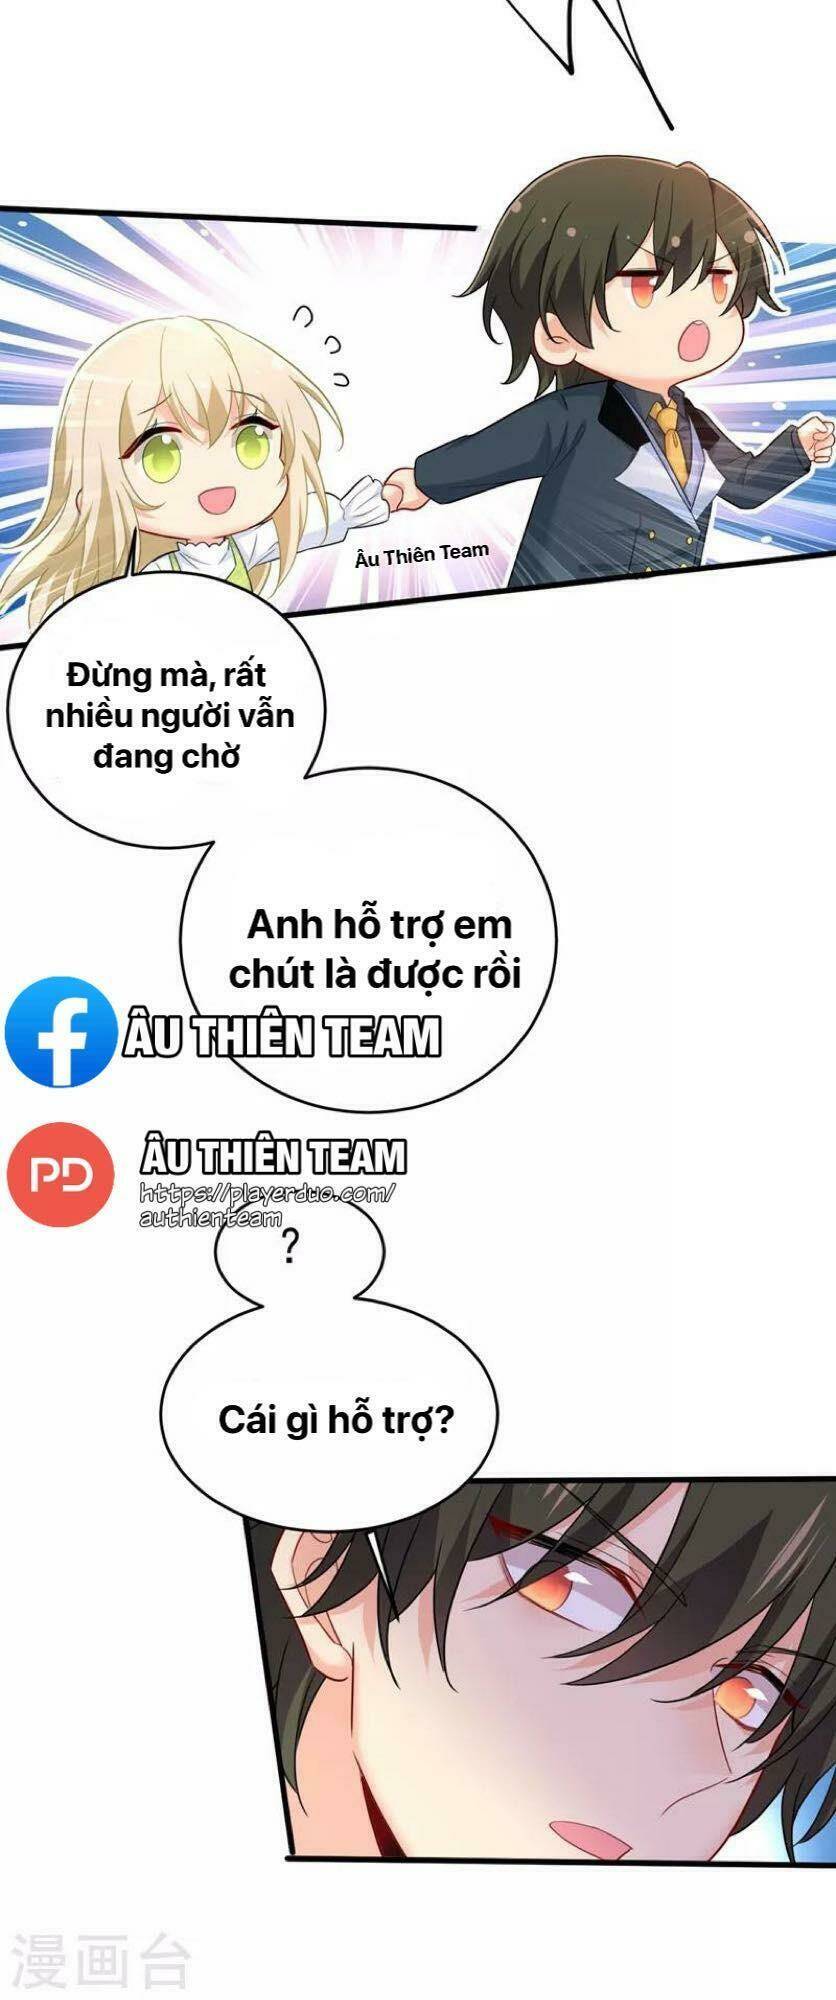 Âu Thiên Team
Đừng mà, rất
nhiều người vẫn
đang chờ
Anh hỗ trợ em
chút là được rồi
f ÂU THIÊN TEAM
PD ÂU THIÊN TEAM
https://playerduo.com/
authienteam
?
Cái gì hỗ trợ?
漫画台